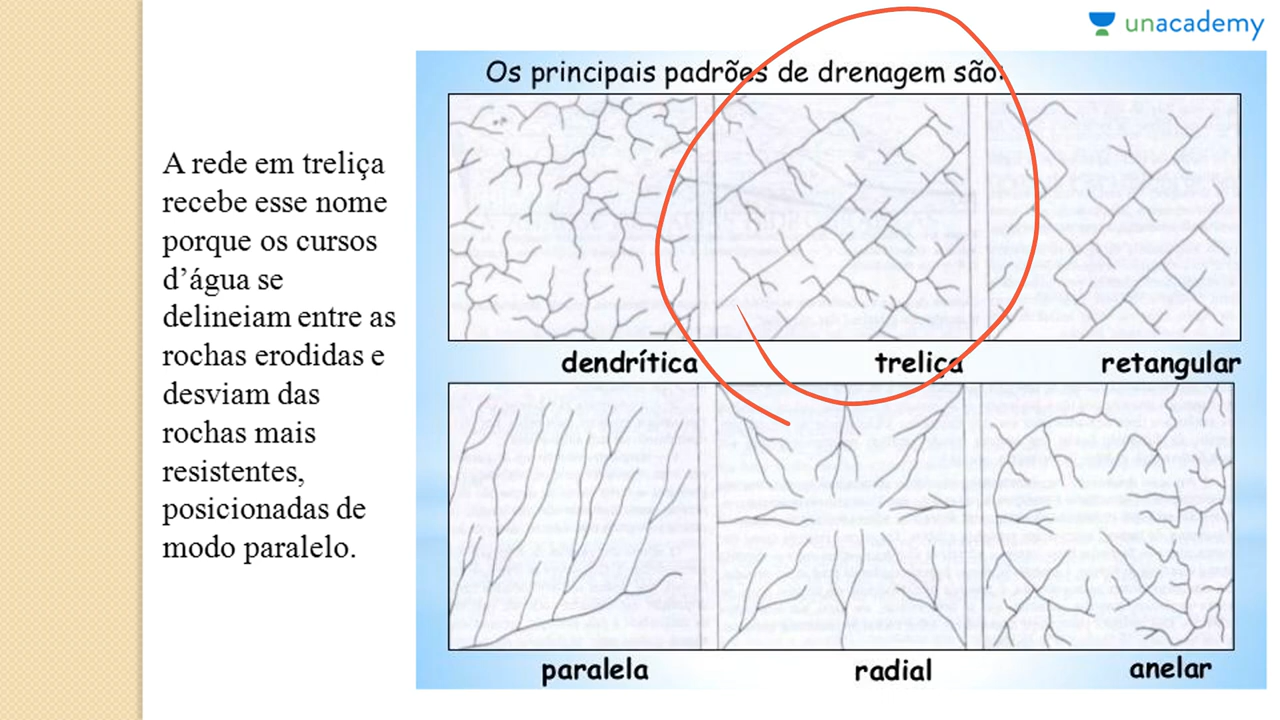 unacademy
Os principais padrões de drenagem são:
A rede em treliça
recebe esse nome
porque os cursos
d’água se
delineiam entre as
rochas erodidas e
desviam das
rochas mais
resistentes,
posicionadas de
modo paralelo.
dendrítica
treliça
retangular
paralela
radial
anelar